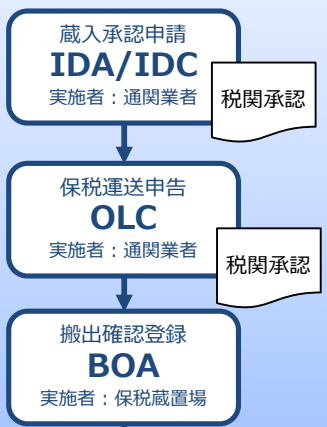 蔵入承認申請
IDA/IDC
実施者：通関業者
税関承認
保税運送申告
OLC
実施者：通関業者
税関承認
搬出確認登録
BOA
実施者：保税蔵置場